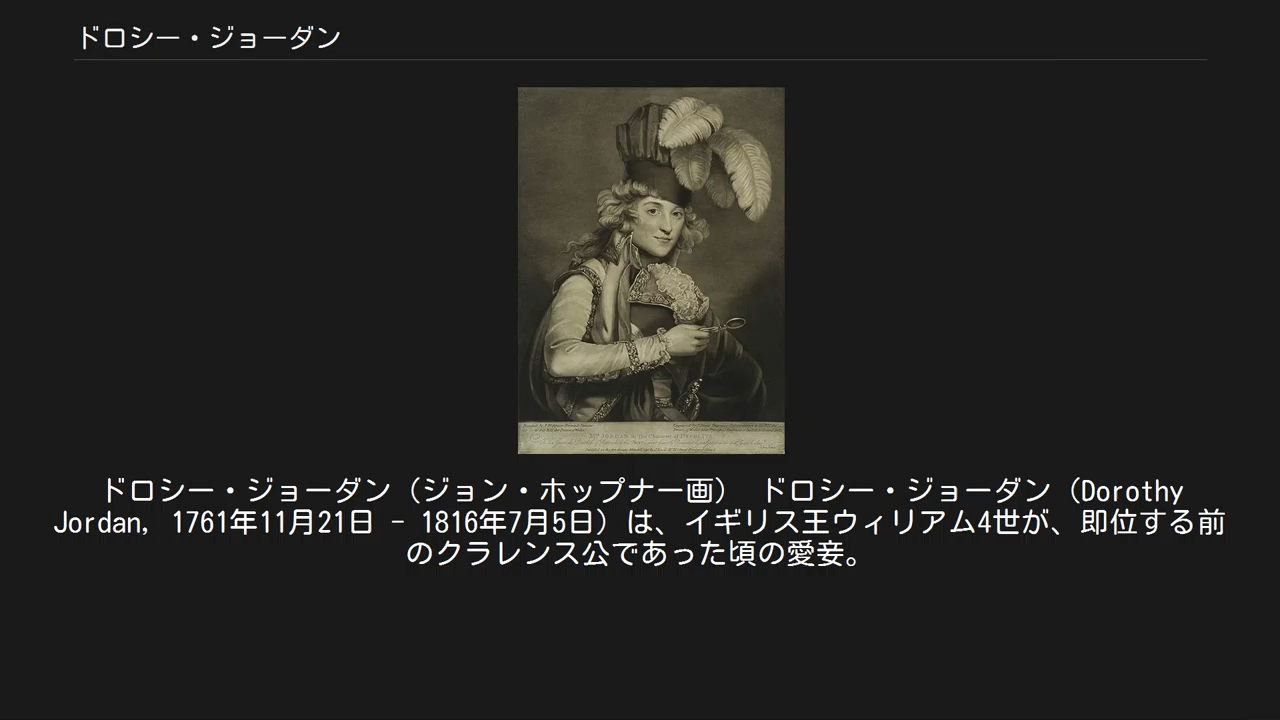 ドロシー・ジョーダン
ドロシー・ジョーダン（ジョン・ホップナー画） ドロシー・ジョーダン（Dorothy
Jordan, 1761年11月21日 - 1816年7月5日）は、イギリス王ウィリアム4世が、即位する前
のクラレンス公であった頃の愛妾。